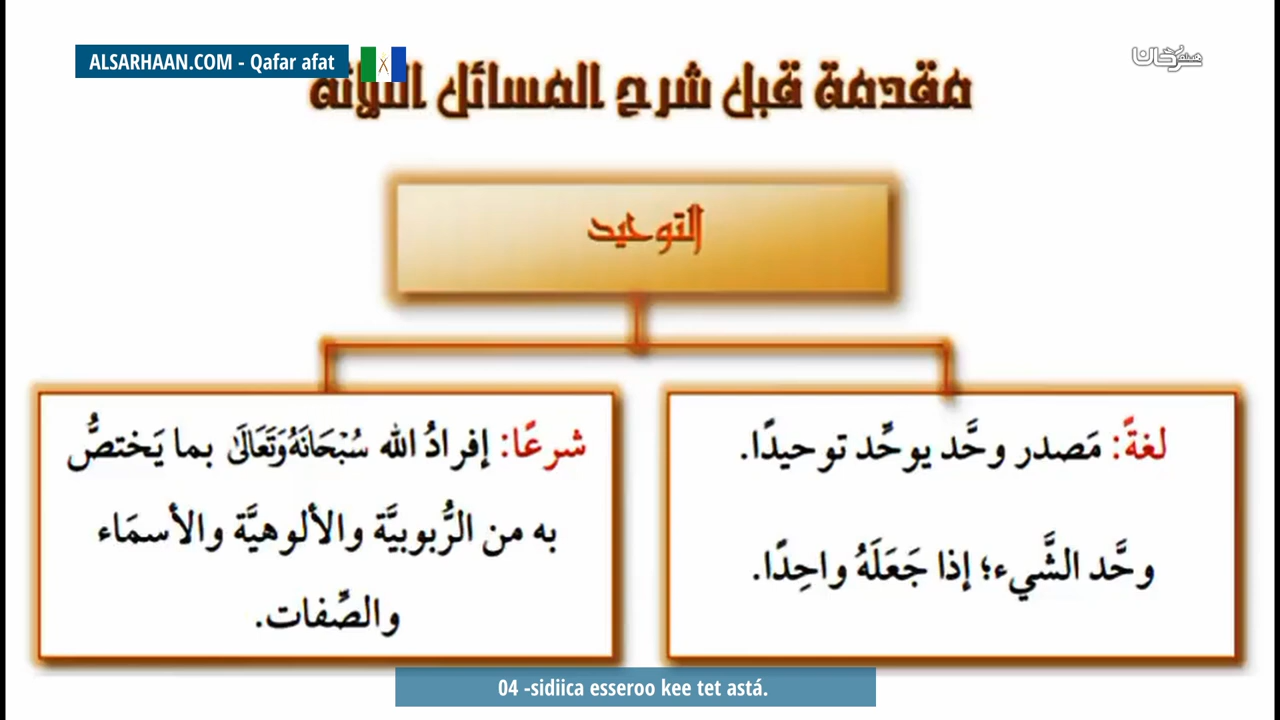 ALSARHAAN.COM - Qafar afat
مقدمة قبل شرح المسائل الثلاثة
التوحيد
لغةً: مَصدر وحَّد يوحِّد توحيدًا.
وحَّد الشَّيء؛ إذا جَعَلَهُ واحِدًا.
شرعًا: إفرادُ الله سُبْحَانَهُ وَتَعَالَىٰ بما يَختصُّ
به من الرُّبوبيَّة والألوهيَّة والأسمَاء
والصِّفات.
04 -sidiica esseroo kee tet astá.